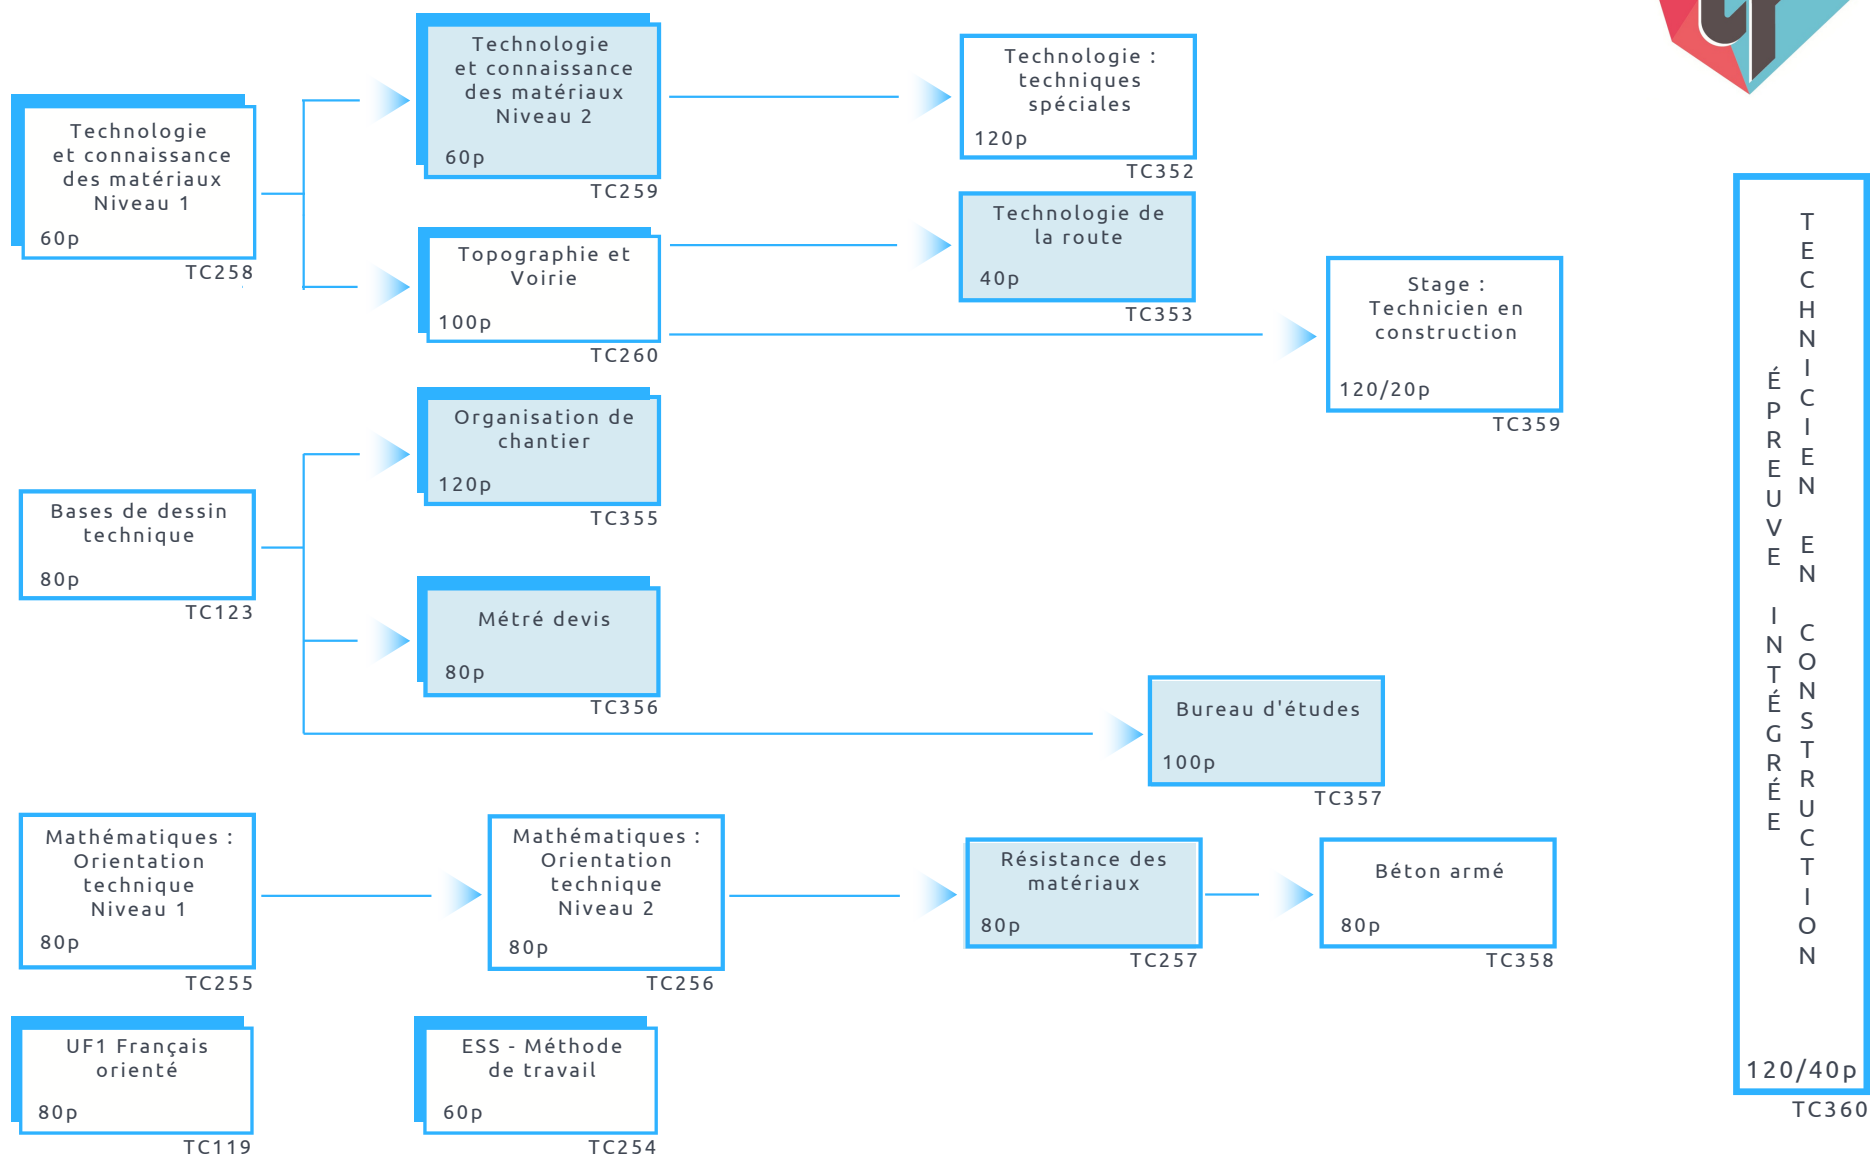 Technologie
et connaissance
des matériaux
Niveau 1
60p
TC258
Technologie
et connaissance
des matériaux
Niveau 2
60p
TC259
Technologie :
techniques
spéciales
120p
TC352
Topographie et
Voirie
100p
TC260
Technologie de
la route
40p
TC353
Stage :
Technicien en
construction
120/20p
TC359
Bases de dessin
technique
80p
TC123
Organisation de
chantier
120p
TC355
Métré devis
80p
TC356
Bureau d'études
100p
TC357
Mathématiques :
Orientation
technique
Niveau 1
80p
TC255
Mathématiques :
Orientation
technique
Niveau 2
80p
TC256
Résistance des
matériaux
80p
TC257
Béton armé
80p
TC358
UF1 Français
orienté
80p
TC119
ESS - Méthode
de travail
60p
TC254
ÉPREUVE INTÉGRÉE
TECHNICIEN EN CONSTRUCTION
120/40p
TC360